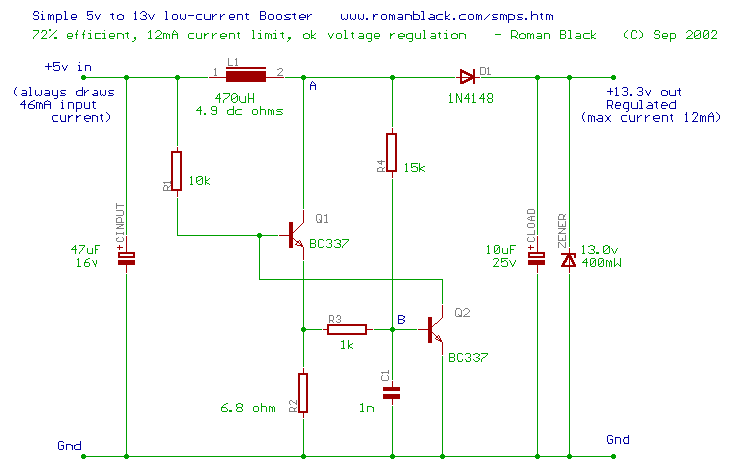 Simple 5v to 13v low-current Booster www.romanblack.com/smps.htm
72% efficient, 12mA current limit, ok voltage regulation - Roman Black (C) Sep 2002
+5v in
(always draws
46mA input
current)
1
L1
2
A
470uH
4.9 dc ohms
D1
1N4148
+13.3v out
Regulated
(max current 12mA)
R1
10k
R4
15k
Q1
BC337
+CINPUT
47uF
16v
+CLOAD
10uF
25v
ZENER
13.0v
400mW
R3
1k
B
Q2
BC337
R2
6.8 ohm
C1
1n
Gnd
Gnd